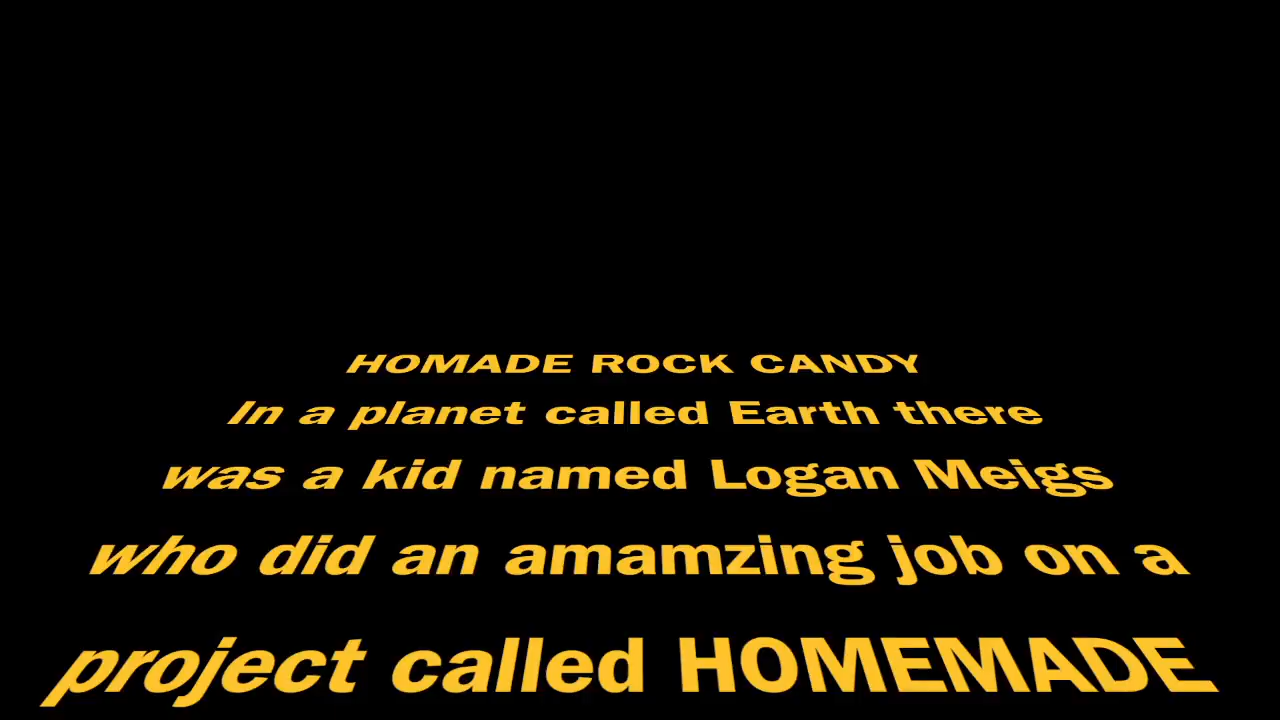 HOMADE ROCK CANDY
In a planet called Earth there
was a kid named Logan Meigs
who did an amamzing job on a
project called HOMEMADE